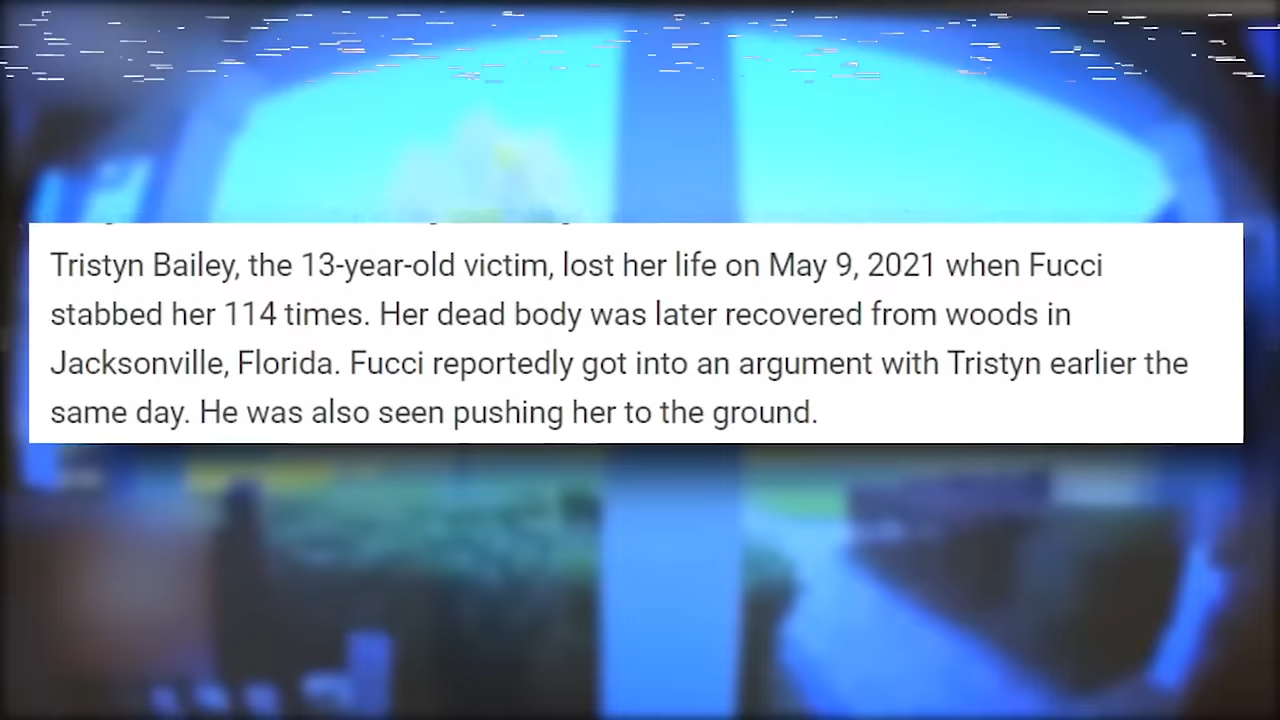 Tristyn Bailey, the 13-year-old victim, lost her life on May 9, 2021 when Fucci
stabbed her 114 times. Her dead body was later recovered from woods in
Jacksonville, Florida. Fucci reportedly got into an argument with Tristyn earlier the
same day. He was also seen pushing her to the ground.